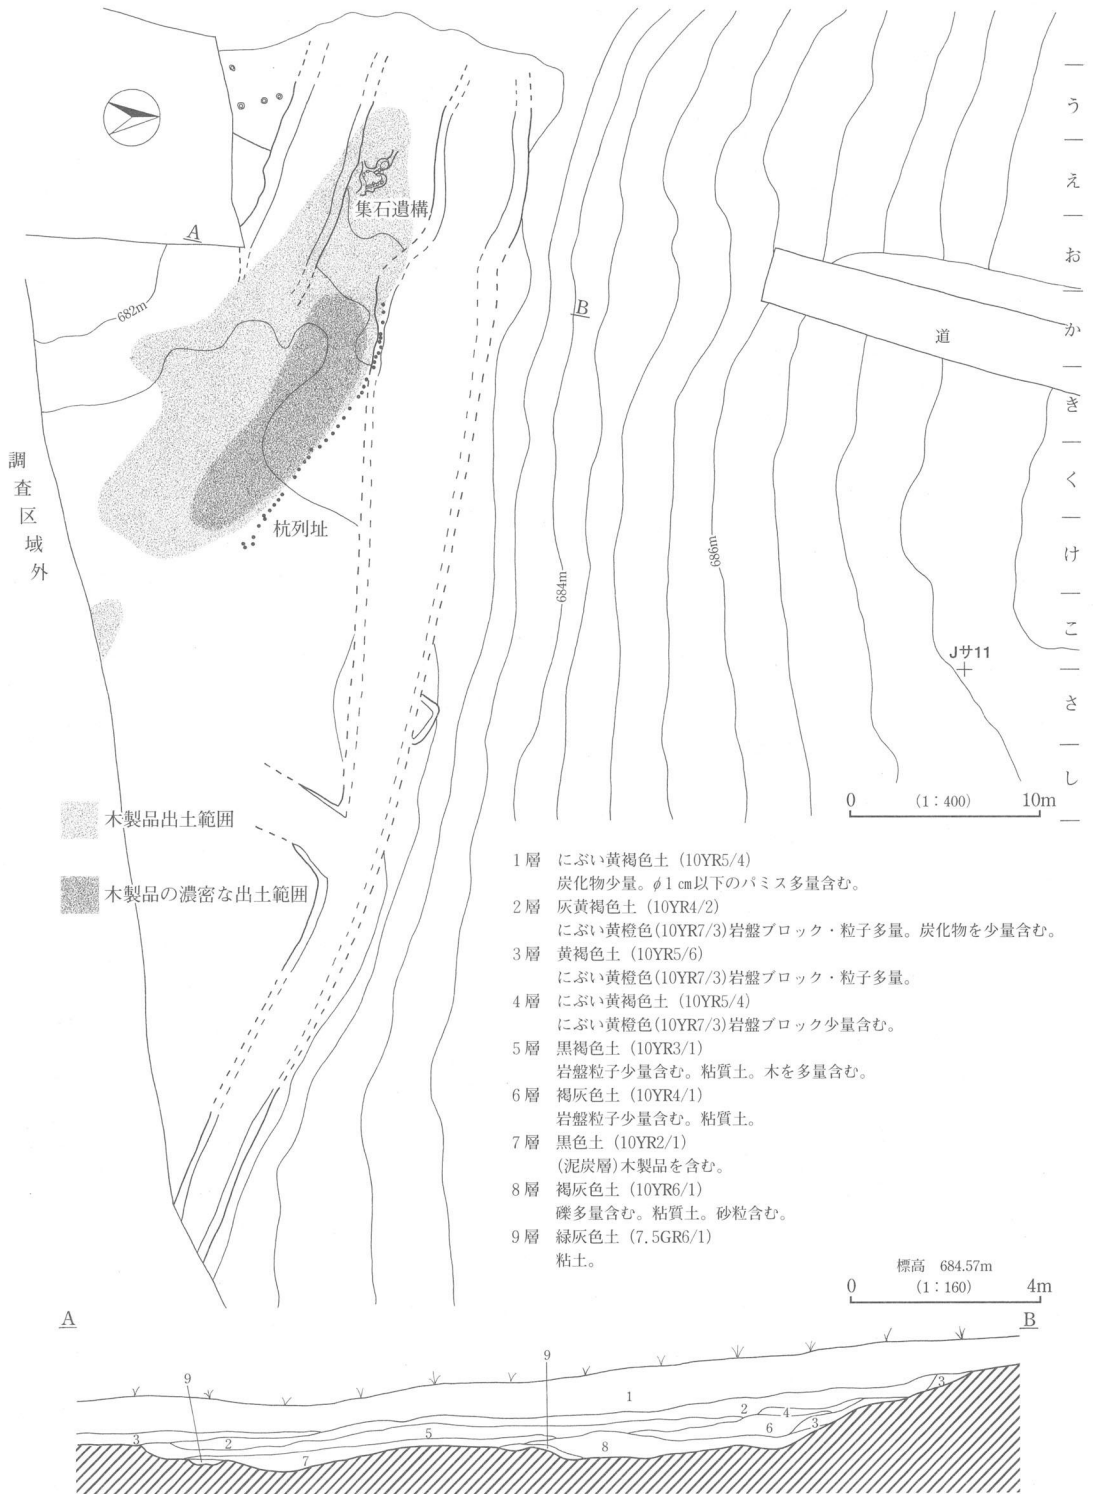 う
え
お
か
き
く
け
こ
さ
し
集石遺構
A
682m
B
道
調査区域外
杭列址
684m
686m
Jサ11
0 (1：400) 10m
木製品出土範囲
木製品の濃密な出土範囲
1層 にぶい黄褐色土（10YR5/4）
炭化物少量。φ1㎝以下のパミス多量含む。
2層 灰黄褐色土（10YR4/2）
にぶい黄橙色(10YR7/3)岩盤ブロック・粒子多量。炭化物を少量含む。
3層 黄褐色土（10YR5/6）
にぶい黄橙色(10YR7/3)岩盤ブロック・粒子多量。
4層 にぶい黄褐色土（10YR5/4）
にぶい黄橙色(10YR7/3)岩盤ブロック少量含む。
5層 黒褐色土（10YR3/1）
岩盤粒子少量含む。粘質土。木を多量含む。
6層 褐灰色土（10YR4/1）
岩盤粒子少量含む。粘質土。
7層 黒色土（10YR2/1）
(泥炭層)木製品を含む。
8層 褐灰色土（10YR6/1）
礫多量含む。粘質土。砂粒含む。
9層 緑灰色土（7.5GR6/1）
粘土。
標高 684.57m
0 (1：160) 4m
A
B
9
9
1
2
4
3
3
3
2
5
6
8
7